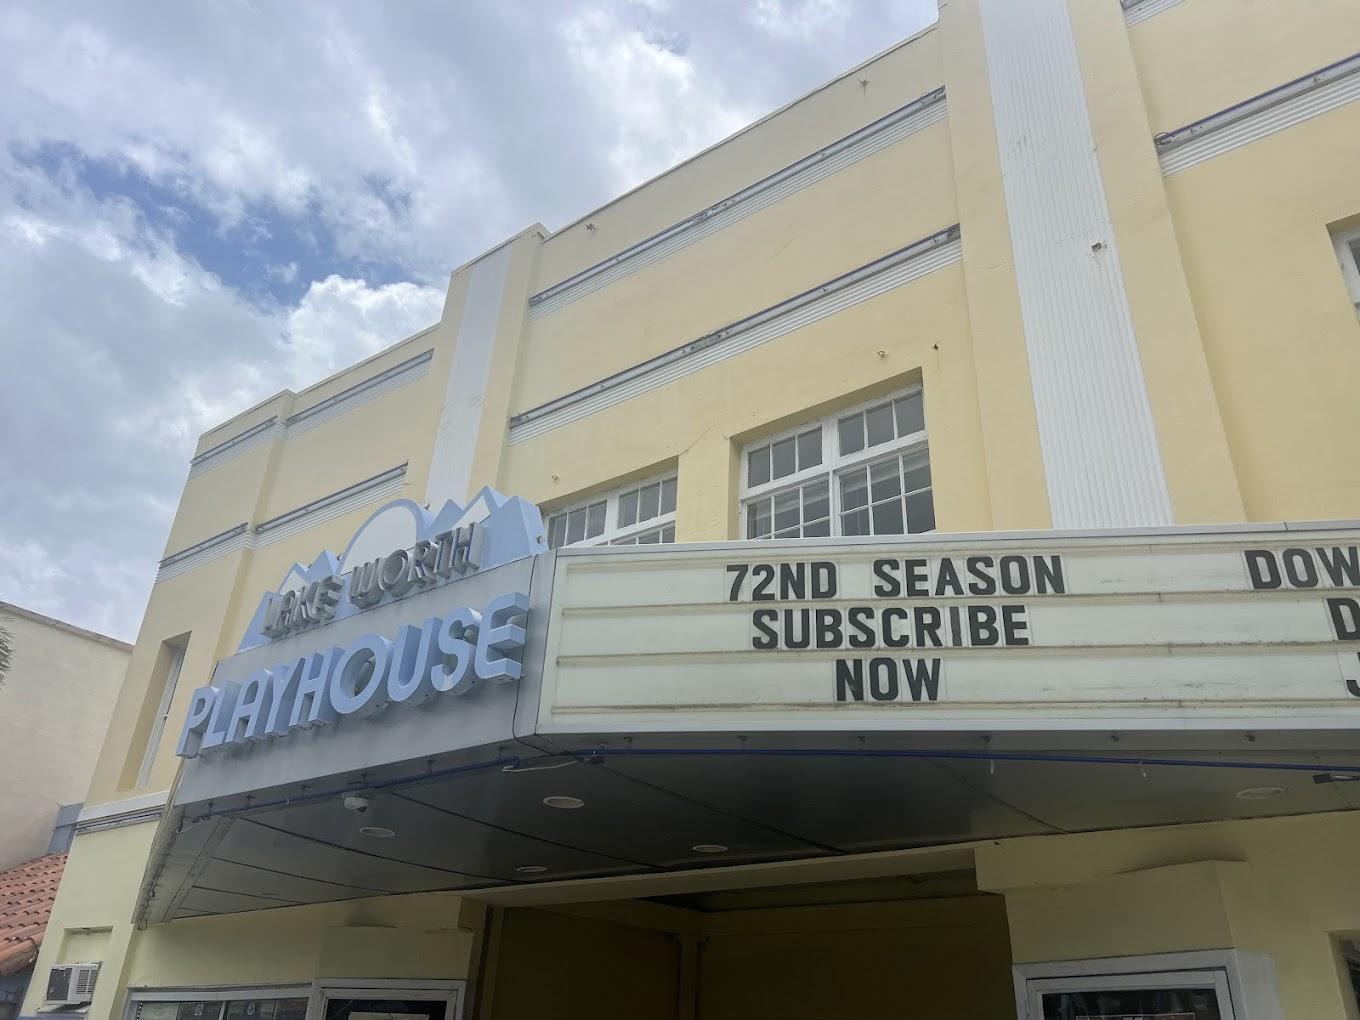 LAKE WORTH
PLAYHOUSE
72ND SEASON
SUBSCRIBE
NOW
DOW
D